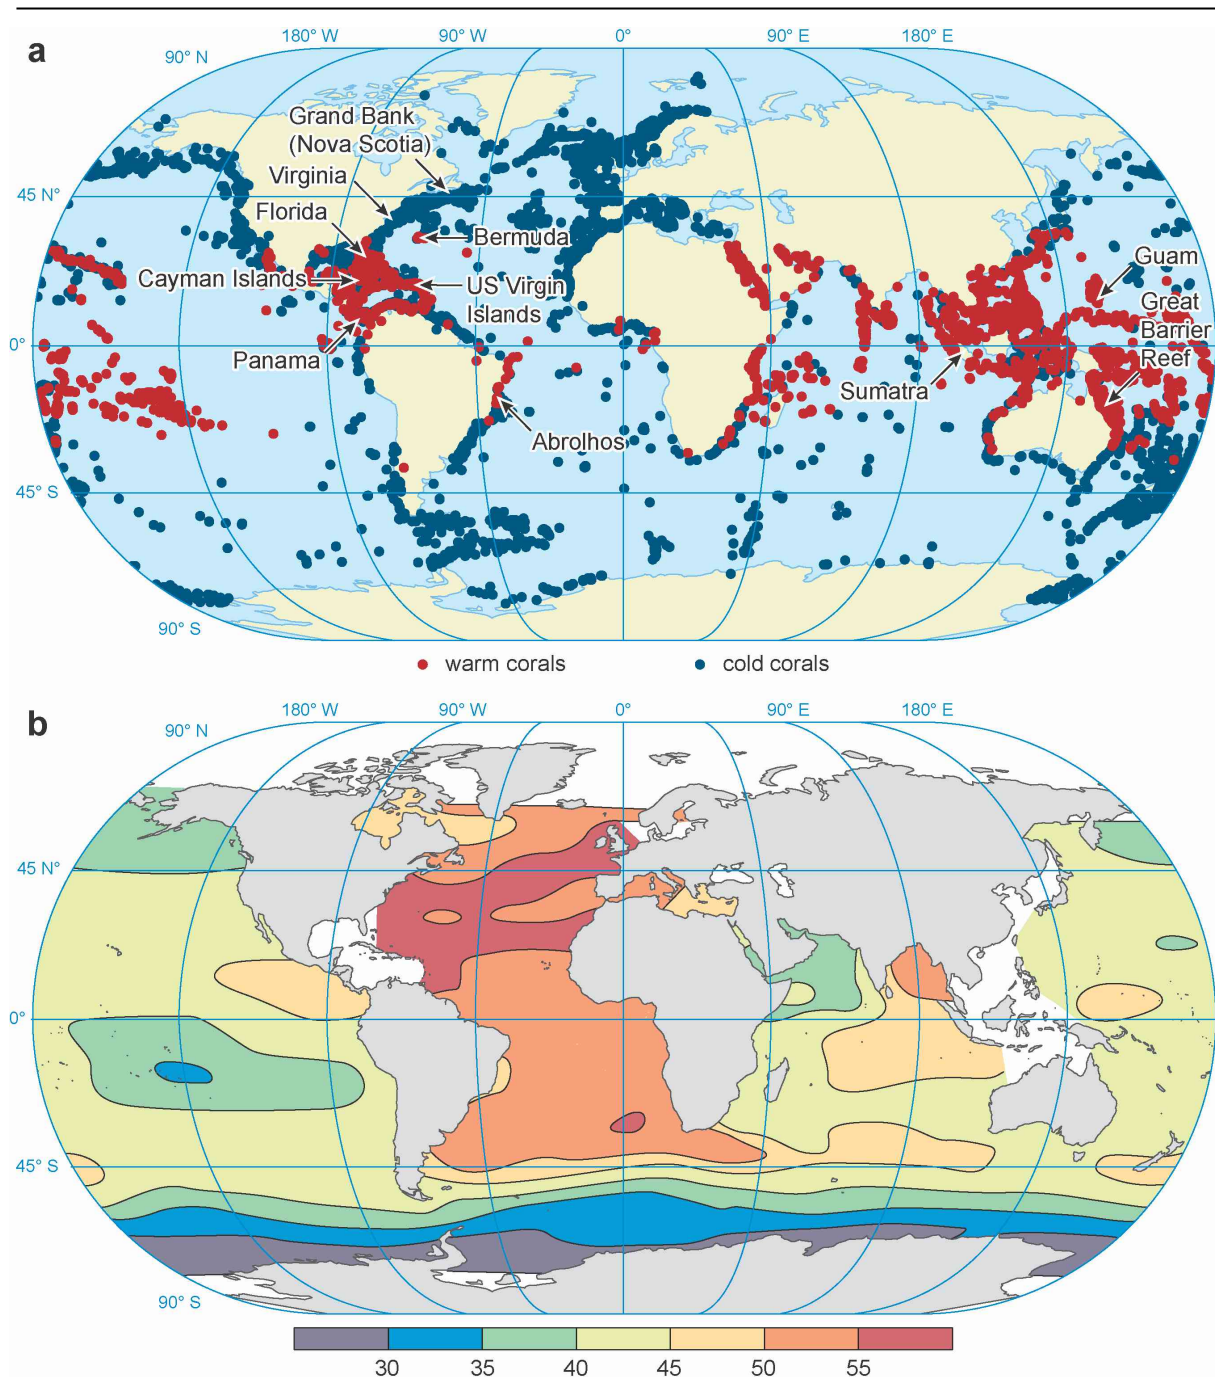 a
180° W
90° W
0°
90° E
180° E
90° N
Grand Bank
(Nova Scotia)
Virginia
45 N°
Florida
Bermuda
Guam
Cayman Islands
US Virgin
Islands
Great
Barrier
Reef
0°
Panama
Sumatra
Abrolhos
45° S
90° S
warm corals
cold corals
b
180° W
90° W
0°
90° E
180° E
90° N
45 N°
0°
45° S
90° S
30
35
40
45
50
55